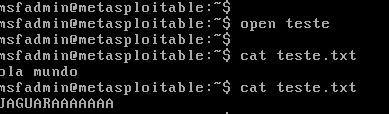 msfadmin@metasploitable:~$
msfadmin@metasploitable:~$ open teste
msfadmin@metasploitable:~$
msfadmin@metasploitable:~$ cat teste.txt
ola mundo
msfadmin@metasploitable:~$ cat teste.txt
JAGUARAAAAAAA